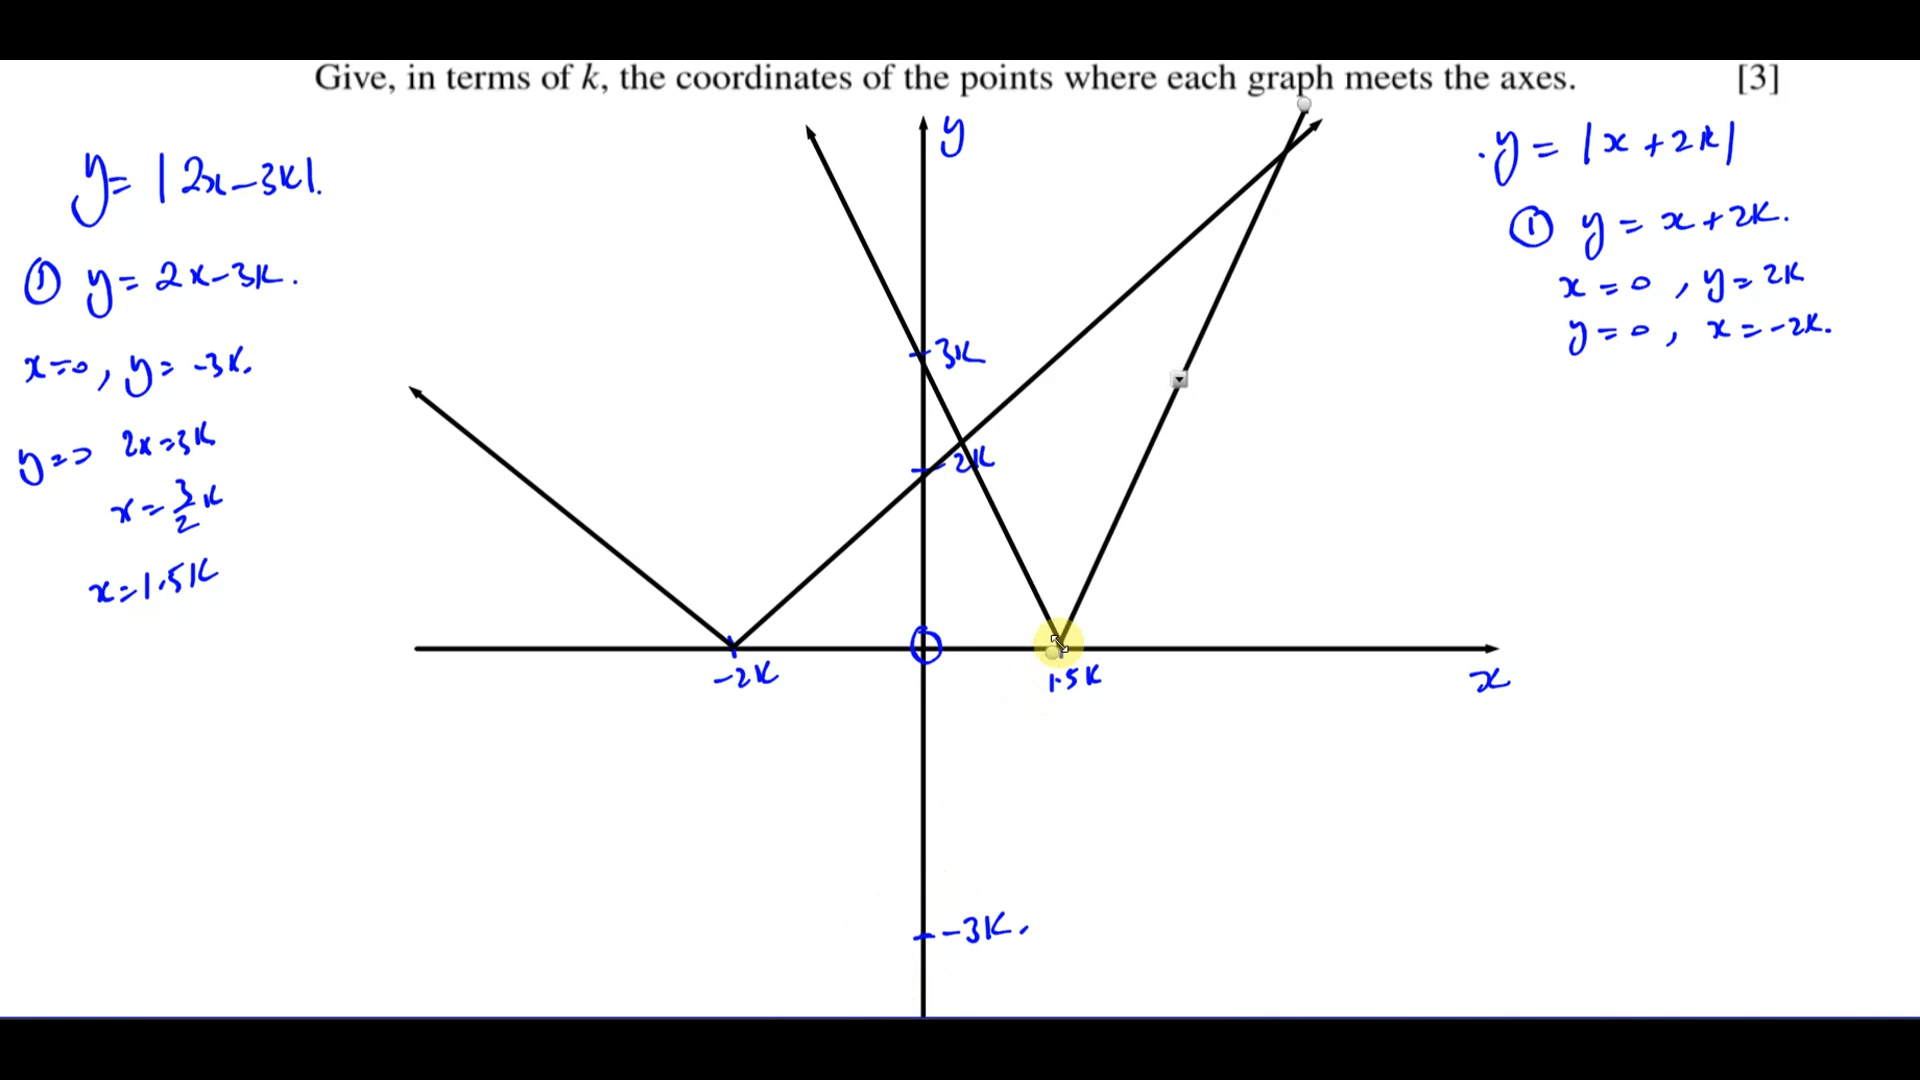 Give, in terms of k, the coordinates of the points where each graph meets the axes. [3]
y = |2x-3k|.
① y = 2x-3k.
x=0, y = -3k.
y=0 2x=3k
x = 3/2 k
x=1.5k
y
3k
2k
0
-2k
1.5k
x
-3k.
.y = |x+2k|
① y = x+2k.
x = 0, y = 2k
y = 0, x = -2k.